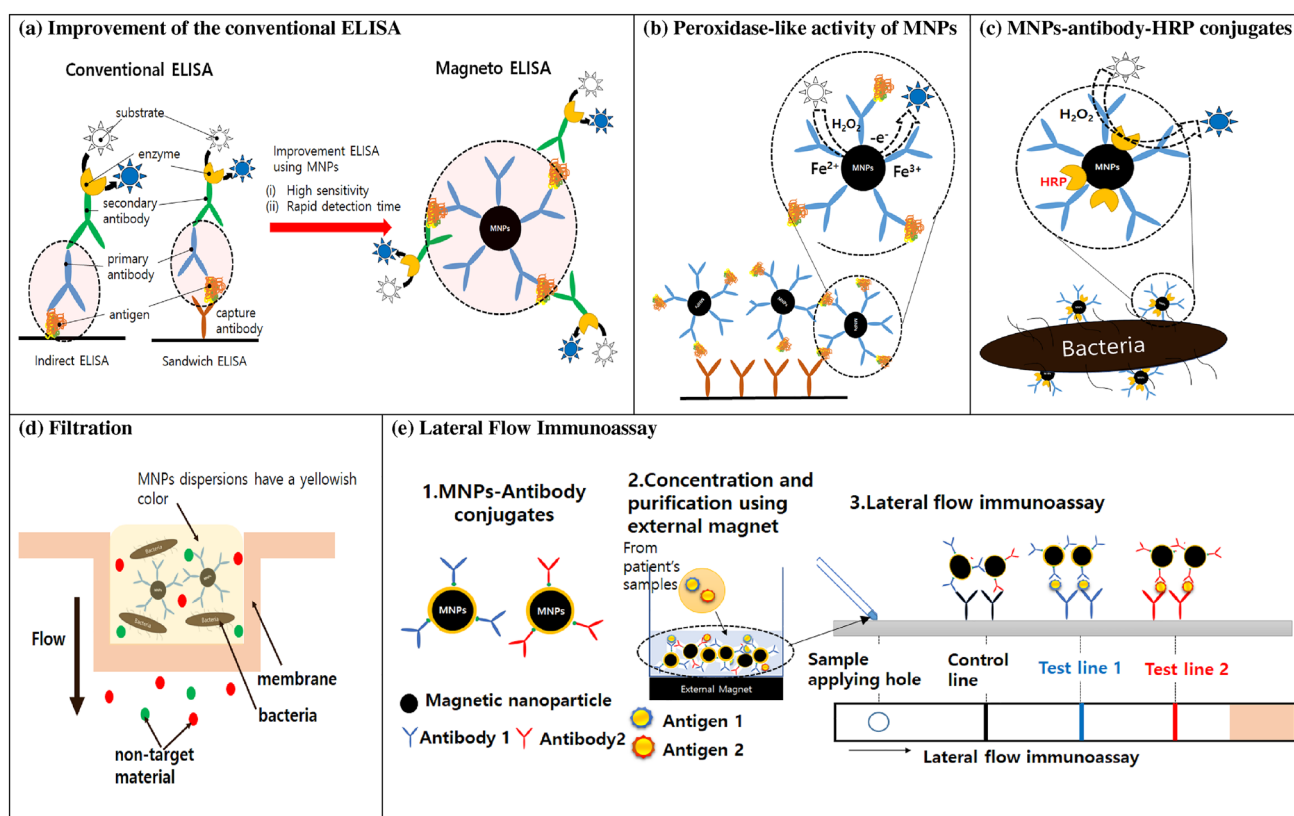 (a) Improvement of the conventional ELISA
Conventional ELISA
Magneto ELISA
substrate
enzyme
secondary
antibody
primary
antibody
antigen
capture
antibody
Indirect ELISA
Sandwich ELISA
Improvement ELISA
using MNPs
(i) High sensitivity
(ii) Rapid detection time
MNPs
(b) Peroxidase-like activity of MNPs
H2O2
-e-
Fe2+
MNPs
Fe3+
MNPs
MNPs
MNPs
(c) MNPs-antibody-HRP conjugates
H2O2
MNPs
HRP
Bacteria
(d) Filtration
MNPs dispersions have a yellowish
color
Bacteria
Bacteria
Bacteria
Flow
membrane
bacteria
non-target
material
(e) Lateral Flow Immunoassay
1.MNPs-Antibody
conjugates
MNPs
MNPs
Magnetic nanoparticle
Antibody 1
Antibody2
2.Concentration and
purification using
external magnet
From
patient's
samples
External Magnet
Antigen 1
Antigen 2
3.Lateral flow immunoassay
Sample
applying hole
Control
line
Test line 1
Test line 2
Lateral flow immunoassay